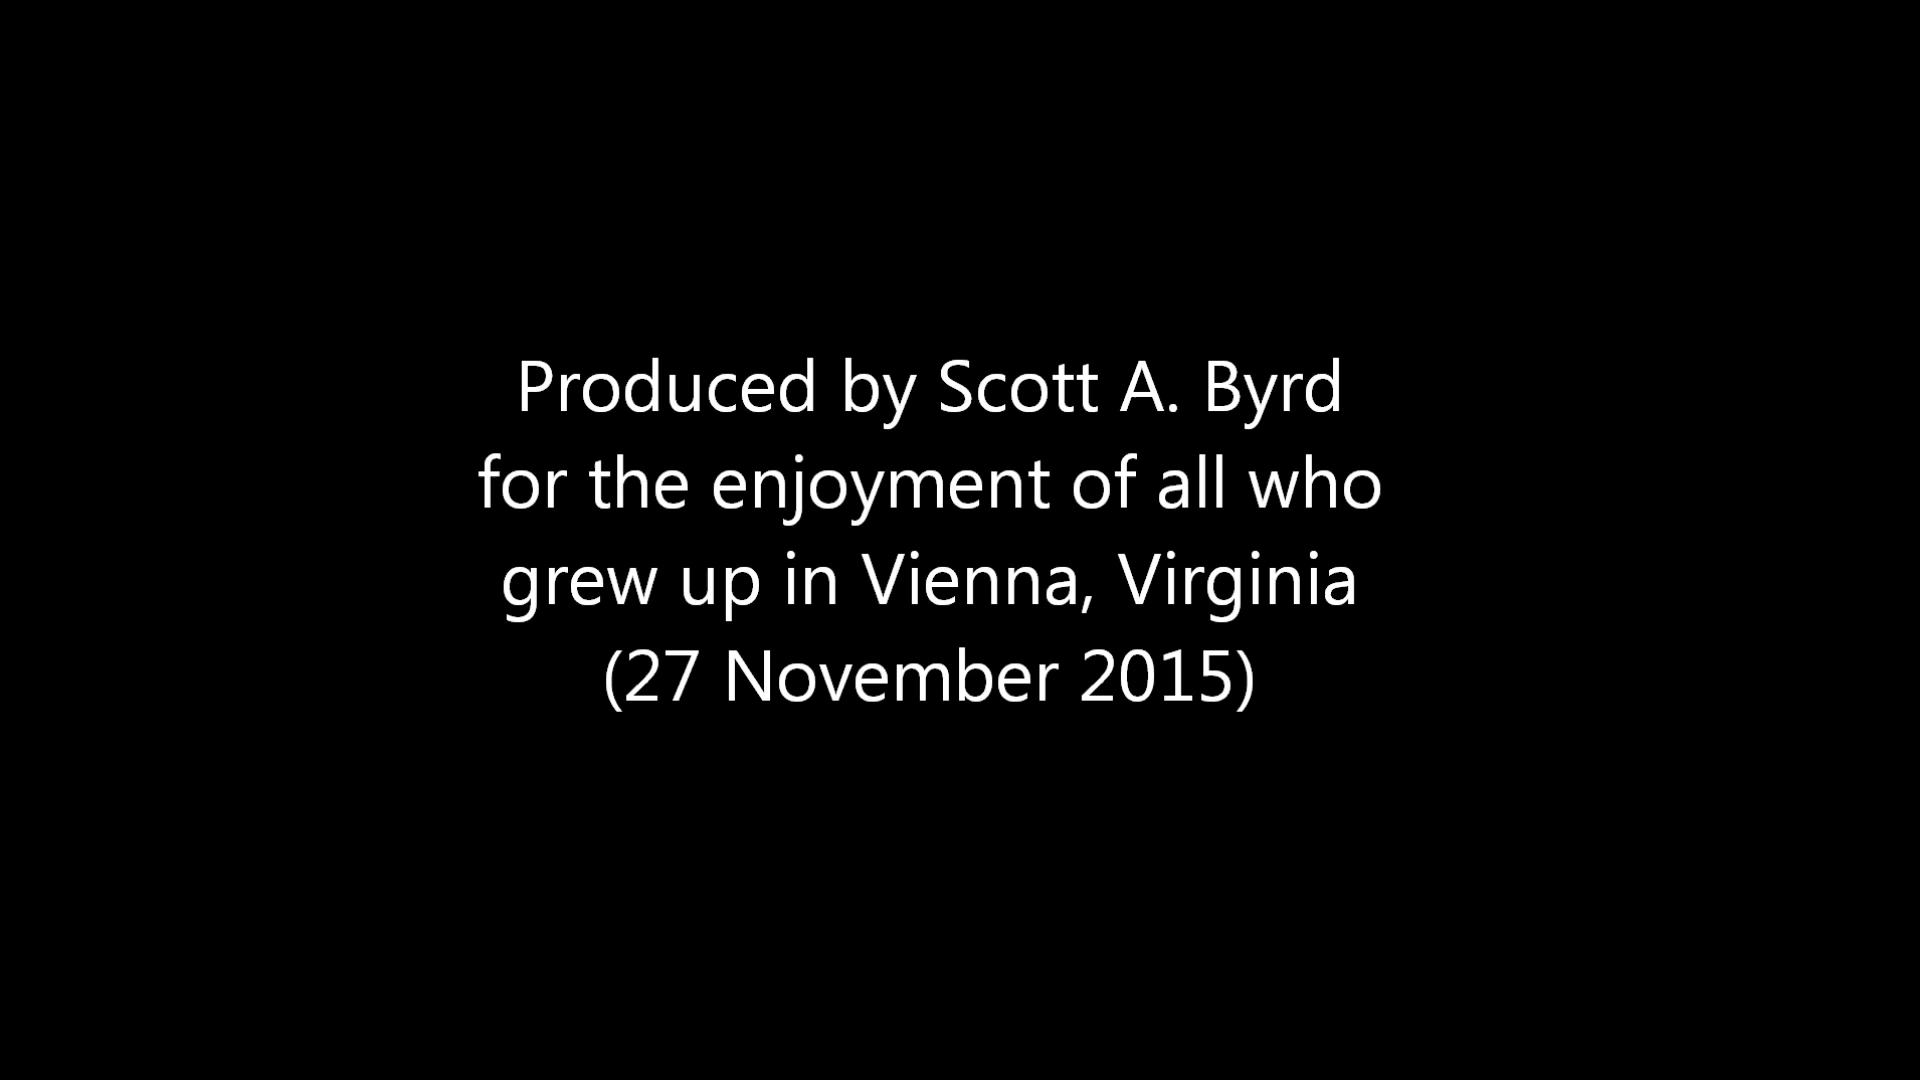 Produced by Scott A. Byrd
for the enjoyment of all who
grew up in Vienna, Virginia
(27 November 2015)